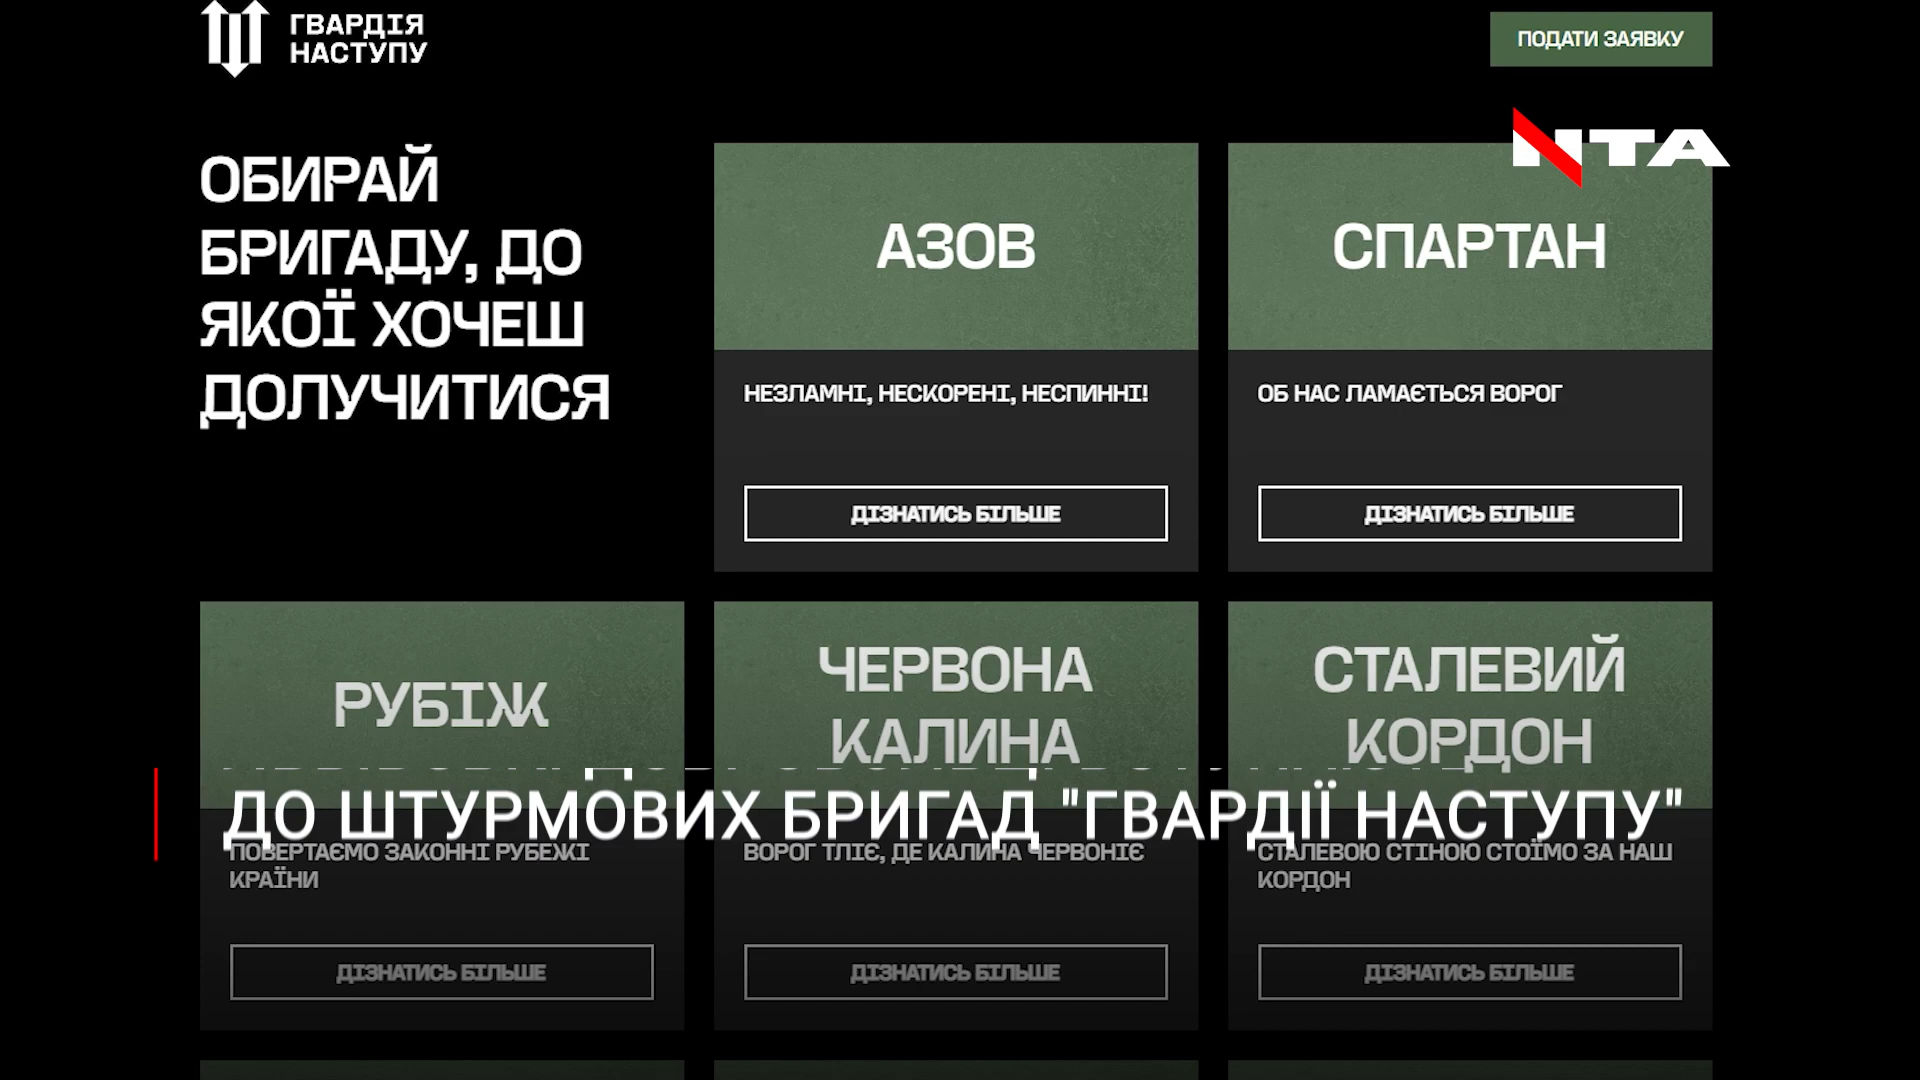 ГВАРДІЯ
НАСТУПУ
ПОДАТИ ЗАЯВКУ
NTA
ОБИРАЙ
БРИГАДУ, ДО
ЯКОЇ ХОЧЕШ
ДОЛУЧИТИСЯ
АЗОВ
НЕЗЛАМНІ, НЕСКОРЕНІ, НЕСПИННІ!
ДІЗНАТИСЬ БІЛЬШЕ
СПАРТАН
ОБ НАС ЛАМАЄТЬСЯ ВОРОГ
ДІЗНАТИСЬ БІЛЬШЕ
РУБІЖ
ЧЕРВОНА
КАЛИНА
СТАЛЕВИЙ
КОРДОН
ДО ШТУРМОВИХ БРИГАД "ГВАРДІЇ НАСТУПУ"
ПОВЕРТАЄМО ЗАКОННІ РУБЕЖІ
КРАЇНИ
ДІЗНАТИСЬ БІЛЬШЕ
ВОРОГ ТЛІЄ, ДЕ КАЛИНА ЧЕРВОНІЄ
ДІЗНАТИСЬ БІЛЬШЕ
СТАЛЕВОЮ СТІНОЮ СТОЇМО ЗА НАШ
КОРДОН
ДІЗНАТИСЬ БІЛЬШЕ